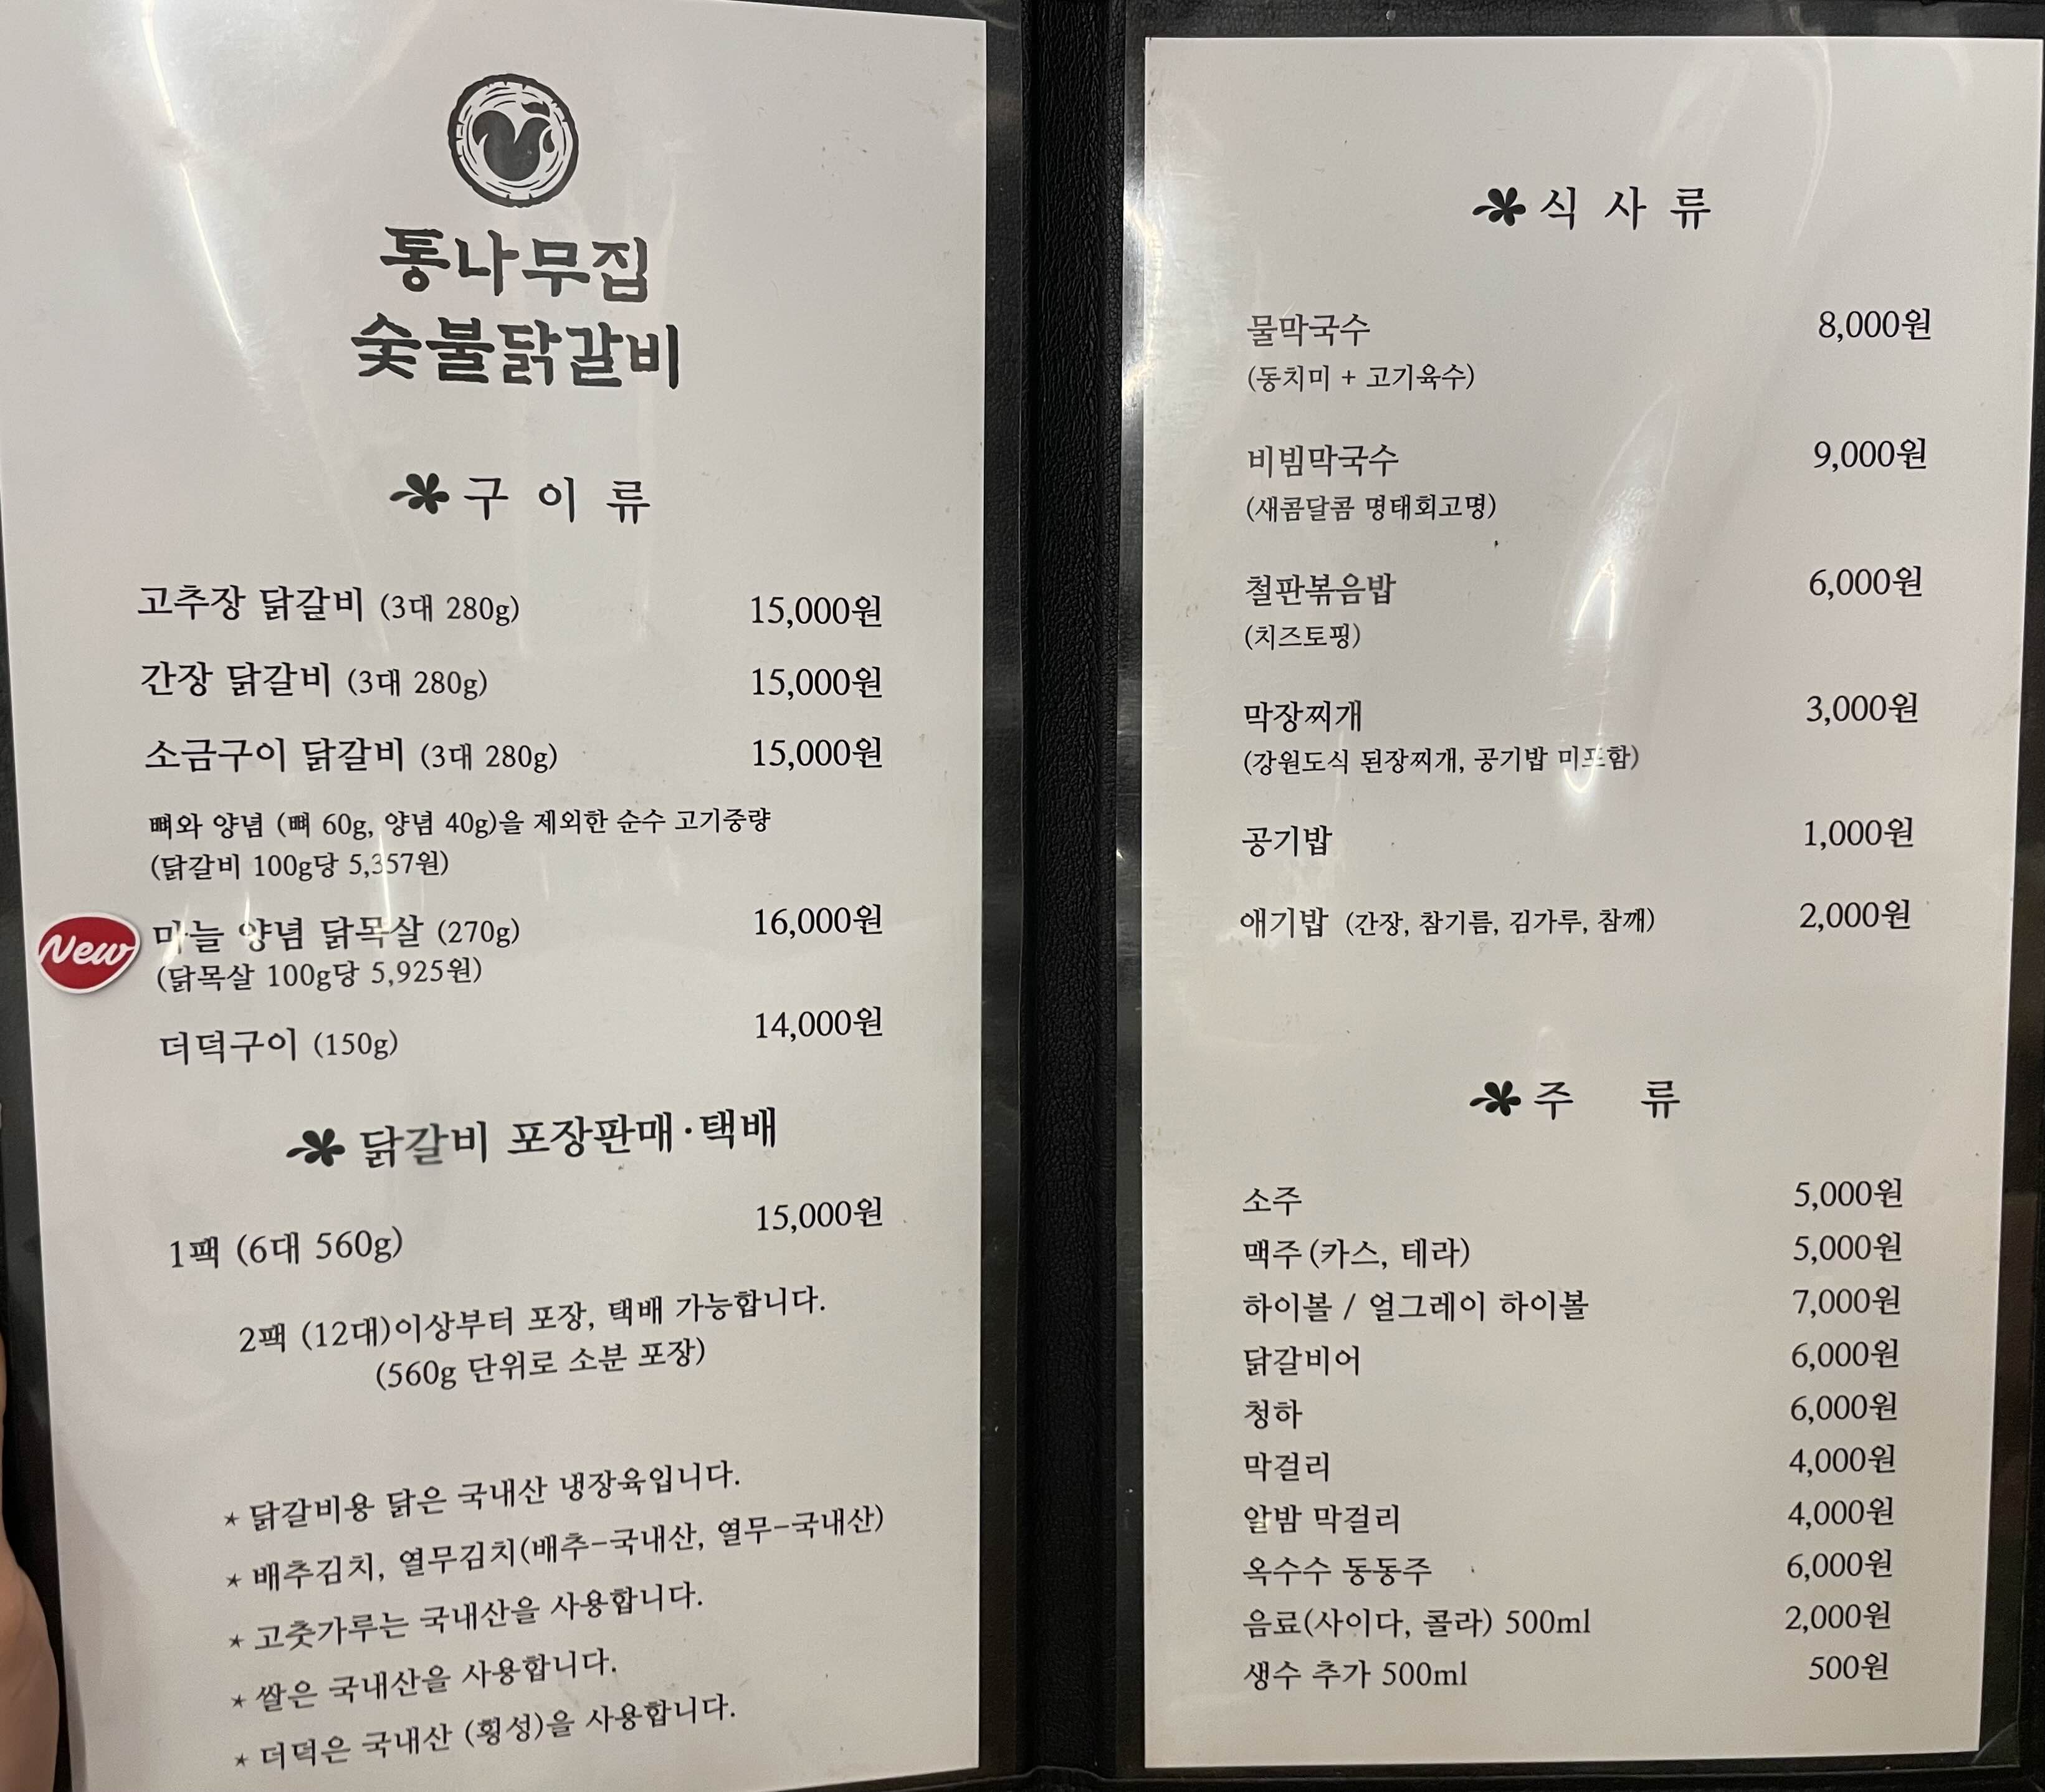 통나무집
숯불닭갈비
구이류
고추장 닭갈비 (3대 280g) 15,000원
간장 닭갈비 (3대 280g) 15,000원
소금구이 닭갈비 (3대 280g) 15,000원
뼈와 양념 (뼈 60g, 양념 40g)을 제외한 순수 고기중량
(닭갈비 100g당 5,357원)
New 마늘 양념 닭목살 (270g) 16,000원
(닭목살 100g당 5,925원)
더덕구이 (150g) 14,000원
닭갈비 포장판매·택배
1팩 (6대 560g) 15,000원
2팩 (12대)이상부터 포장, 택배 가능합니다.
(560g 단위로 소분 포장)
* 닭갈비용 닭은 국내산 냉장육입니다.
* 배추김치, 열무김치(배추-국내산, 열무-국내산)
* 고춧가루는 국내산을 사용합니다.
* 쌀은 국내산을 사용합니다.
* 더덕은 국내산 (횡성)을 사용합니다.
식사류
물막국수 8,000원
(동치미 + 고기육수)
비빔막국수 9,000원
(새콤달콤 명태회고명)
철판볶음밥 6,000원
(치즈토핑)
막장찌개 3,000원
(강원도식 된장찌개, 공기밥 미포함)
공기밥 1,000원
애기밥 (간장, 참기름, 김가루, 참깨) 2,000원
주 류
소주 5,000원
맥주(카스, 테라) 5,000원
하이볼 / 얼그레이 하이볼 7,000원
닭갈비어 6,000원
청하 6,000원
막걸리 4,000원
알밤 막걸리 4,000원
옥수수 동동주 6,000원
음료(사이다, 콜라) 500ml 2,000원
생수 추가 500ml 500원